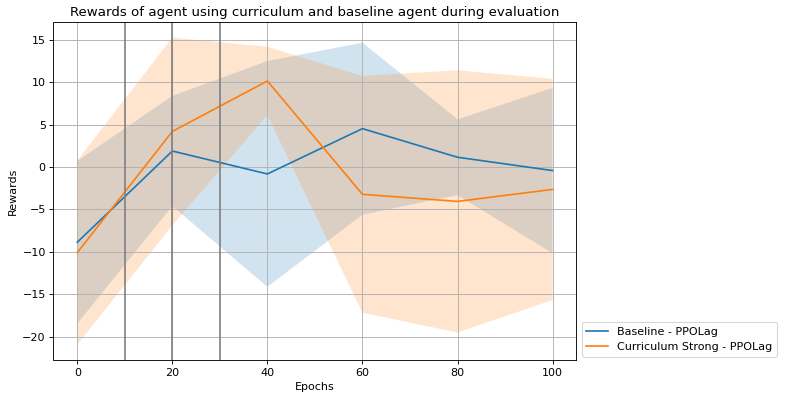 Rewards of agent using curriculum and baseline agent during evaluation
15
10
5
0
−5
−10
−15
−20
Rewards
0 20 40 60 80 100
Epochs
Baseline - PPOLag
Curriculum Strong - PPOLag